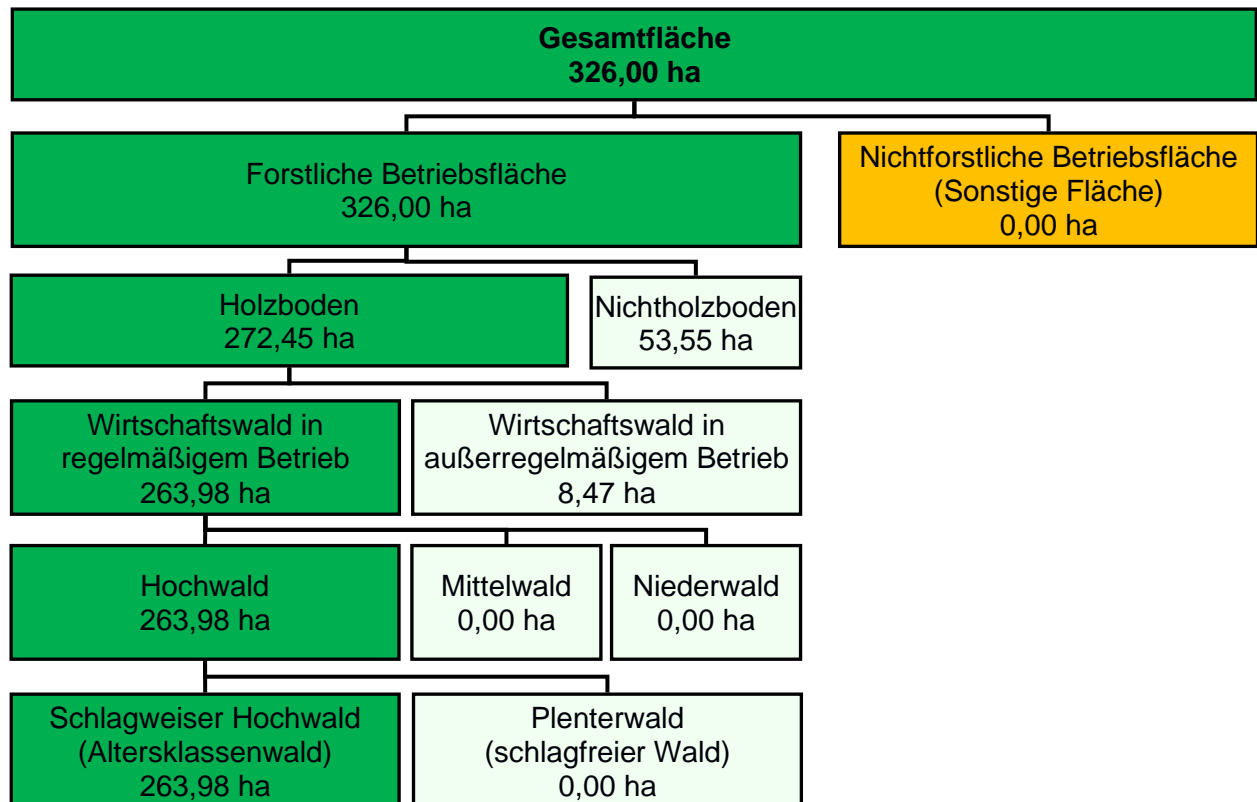 Gesamtfläche
326,00 ha
Forstliche Betriebsfläche
326,00 ha
Nichtforstliche Betriebsfläche
(Sonstige Fläche)
0,00 ha
Holzboden
272,45 ha
Nichtholzboden
53,55 ha
Wirtschaftswald in
regelmäßigem Betrieb
263,98 ha
Wirtschaftswald in
außerregelmäßigem Betrieb
8,47 ha
Hochwald
263,98 ha
Mittelwald
0,00 ha
Niederwald
0,00 ha
Schlagweiser Hochwald
(Altersklassenwald)
263,98 ha
Plenterwald
(schlagfreier Wald)
0,00 ha